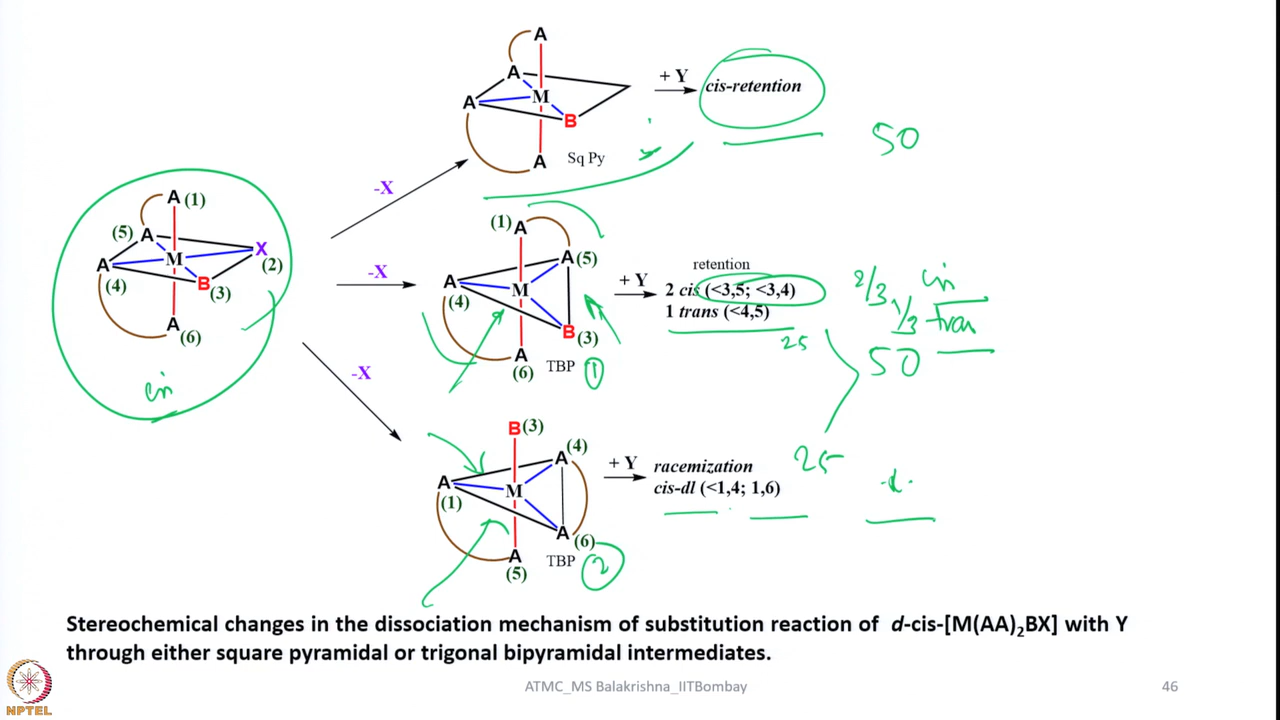 A
A
A
M
B
A
Sq Py
+ Y
cis-retention
50
-X
A (1)
(5) A
X
(2)
M
A
(4)
B
(3)
A
(6)
cis
-X
(1) A
A (5)
A
(4)
M
B (3)
A
(6)
TBP
1
+ Y
retention
2 cis (<3,5; <3,4)
1 trans (<4,5)
25
2/3 cis
1/3 tran
50
-X
B (3)
(4)
A
A
(1)
M
A
(6)
A
(5)
TBP
2
+ Y
racemization
cis-dl (<1,4; 1,6)
25
Stereochemical changes in the dissociation mechanism of substitution reaction of d-cis-[M(AA)₂BX] with Y
through either square pyramidal or trigonal bipyramidal intermediates.
NPTEL
ATMC_MS Balakrishna_IITBombay
46